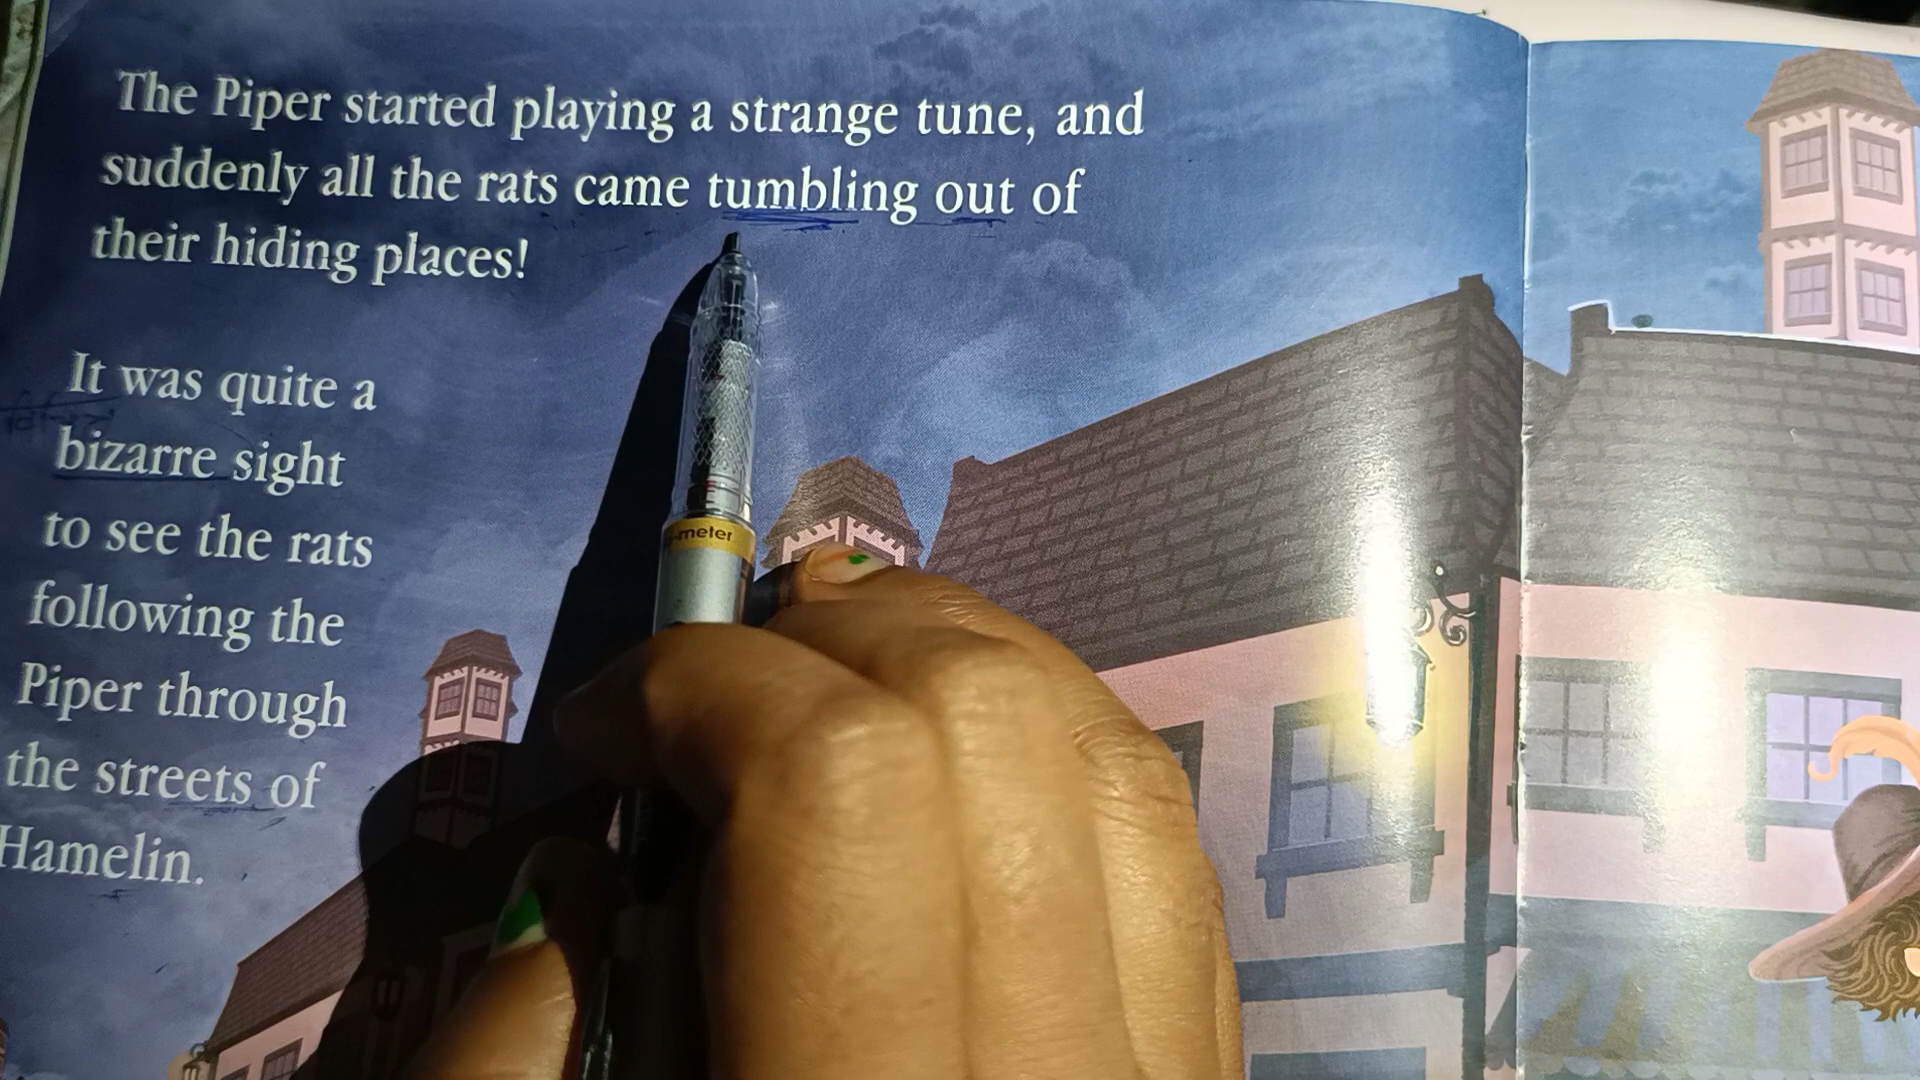 The Piper started playing a strange tune, and
suddenly all the rats came tumbling out of
their hiding places!
It was quite a
bizarre sight
to see the rats
following the
Piper through
the streets of
Hamelin.
-meter